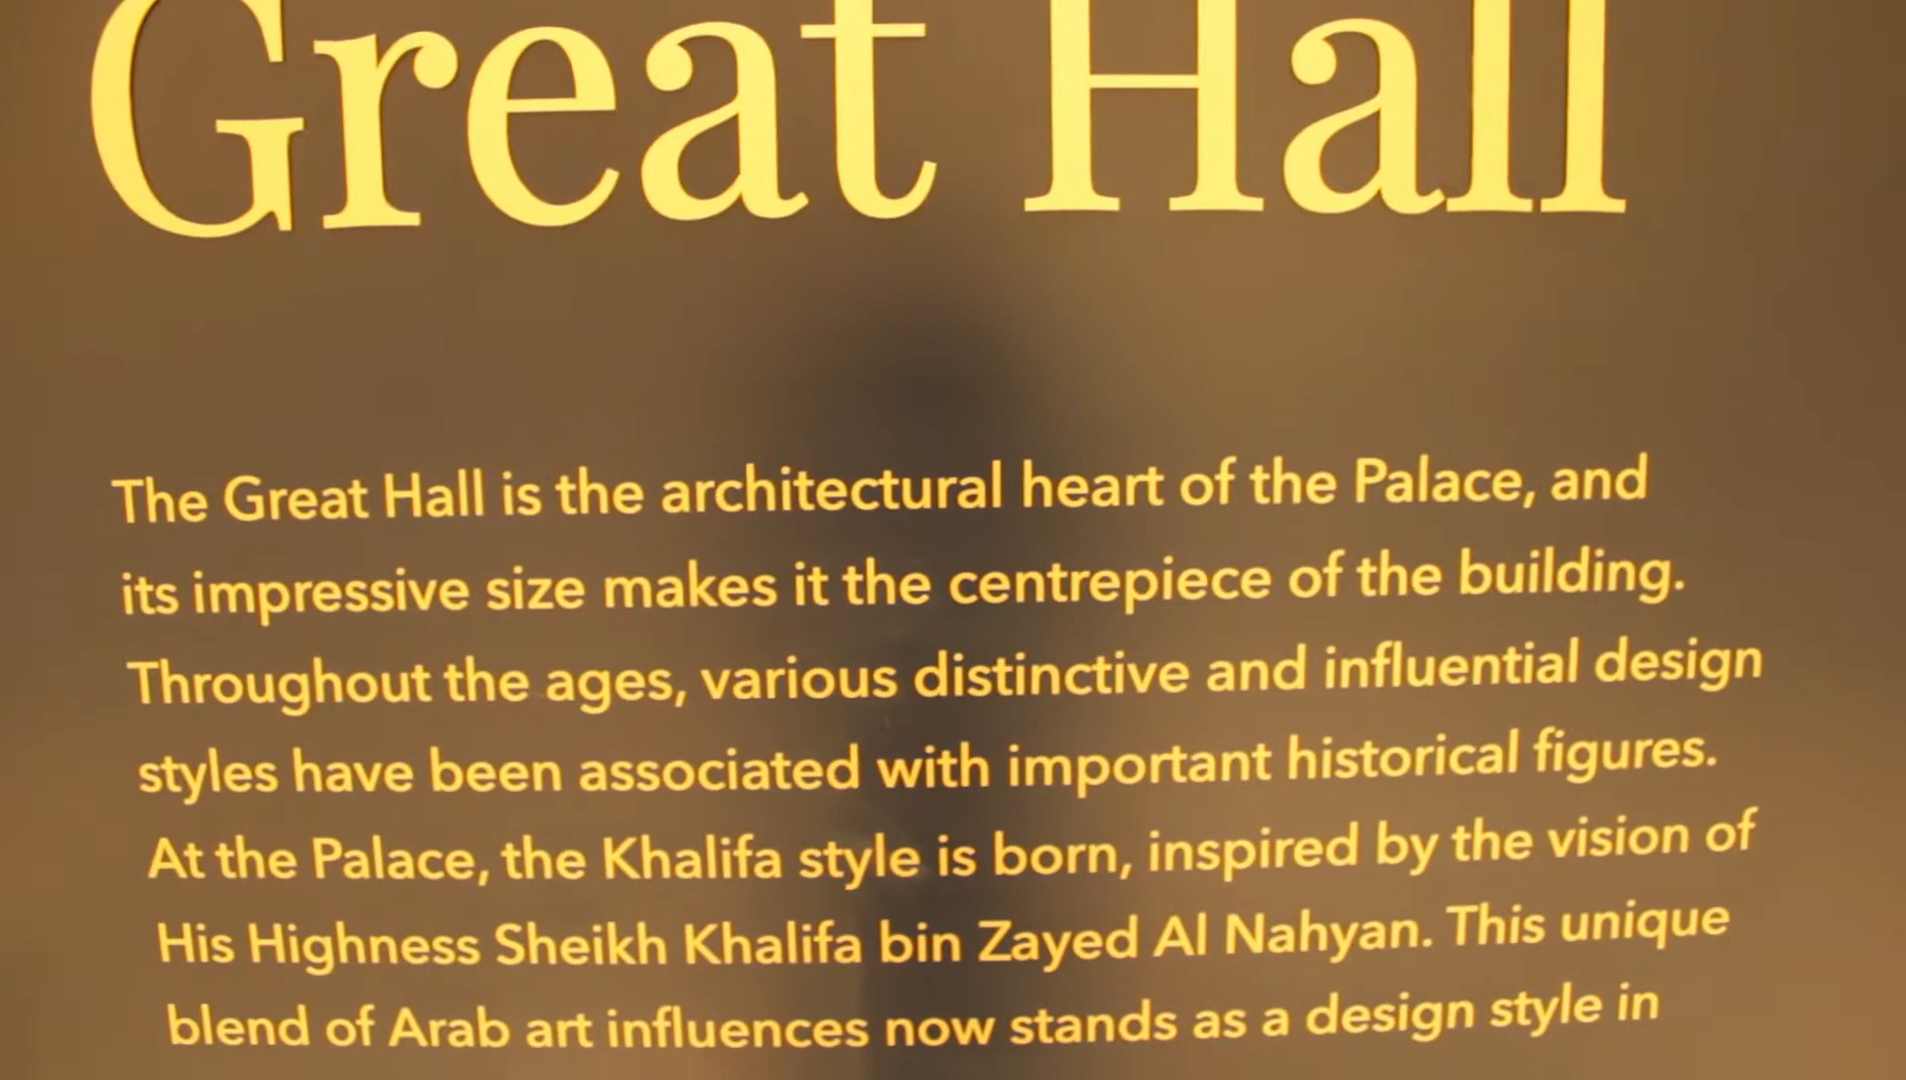 Great Hall
The Great Hall is the architectural heart of the Palace, and
its impressive size makes it the centrepiece of the building.
Throughout the ages, various distinctive and influential design
styles have been associated with important historical figures.
At the Palace, the Khalifa style is born, inspired by the vision of
His Highness Sheikh Khalifa bin Zayed Al Nahyan. This unique
blend of Arab art influences now stands as a design style in